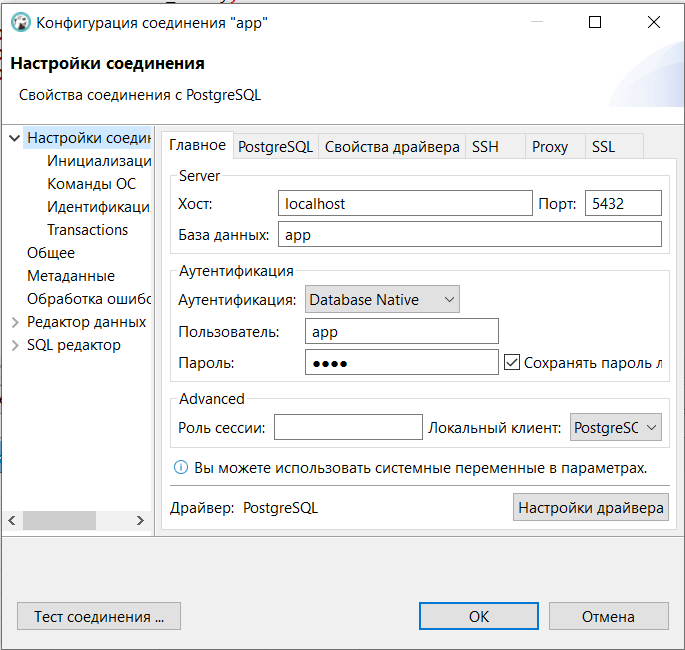 Конфигурация соединения "app"
Настройки соединения
Свойства соединения с PostgreSQL
Настройки соедин
Инициализаци
Команды ОС
Идентификаци
Transactions
Общее
Метаданные
Обработка ошибо
Редактор данных
SQL редактор
Главное PostgreSQL Свойства драйвера SSH Proxy SSL
Server
Хост: localhost Порт: 5432
База данных: app
Аутентификация
Аутентификация: Database Native
Пользователь: app
Пароль: ●●●● Сохранять пароль л
Advanced
Роль сессии: Локальный клиент: PostgreSC
Вы можете использовать системные переменные в параметрах.
Драйвер: PostgreSQL Настройки драйвера
Тест соединения ... ОК Отмена